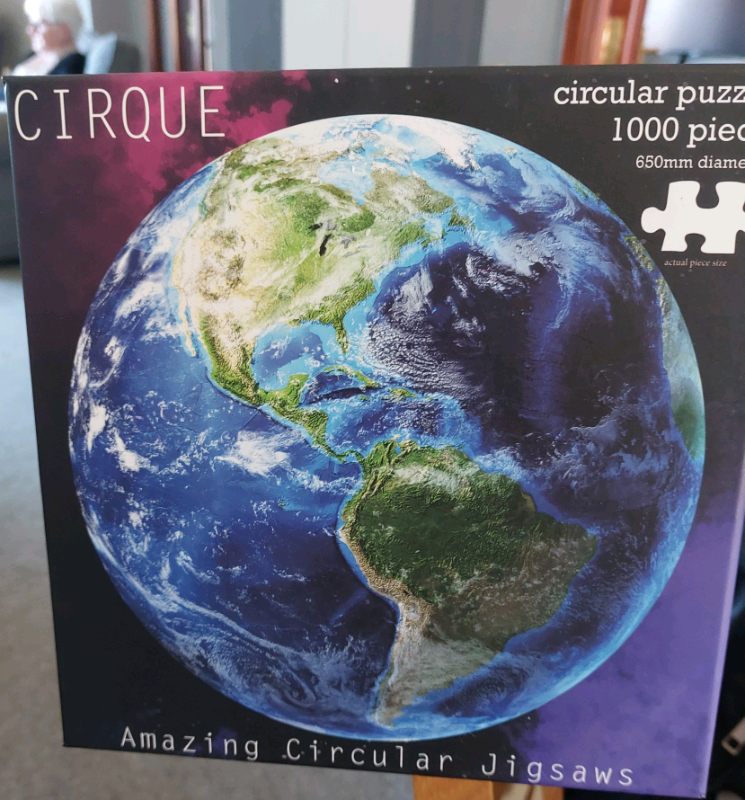 CIRQUE
circular puzz
1000 piec
650mm diame
actual piece size
Amazing Circular Jigsaws